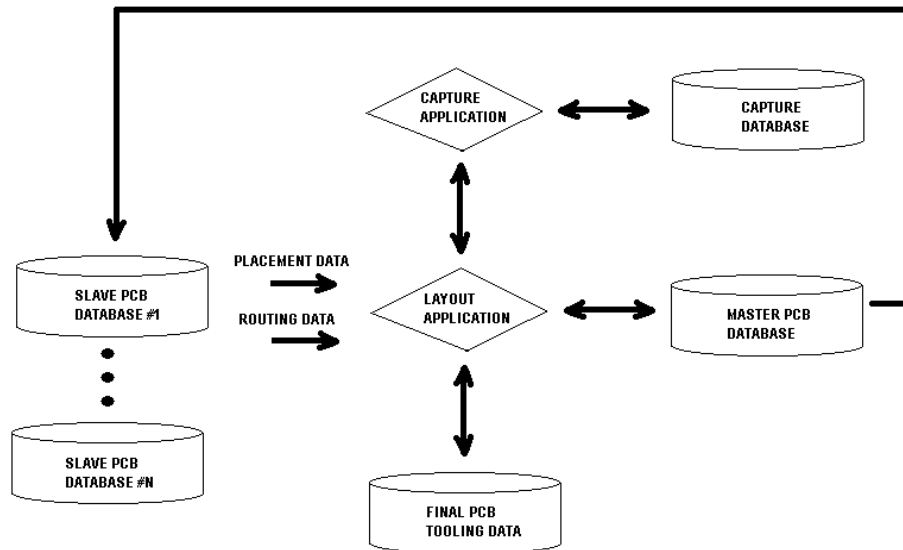 CAPTURE
APPLICATION
CAPTURE
DATABASE
PLACEMENT DATA
SLAVE PCB
DATABASE #1
ROUTING DATA
LAYOUT
APPLICATION
MASTER PCB
DATABASE
SLAVE PCB
DATABASE #N
FINAL PCB
TOOLING DATA